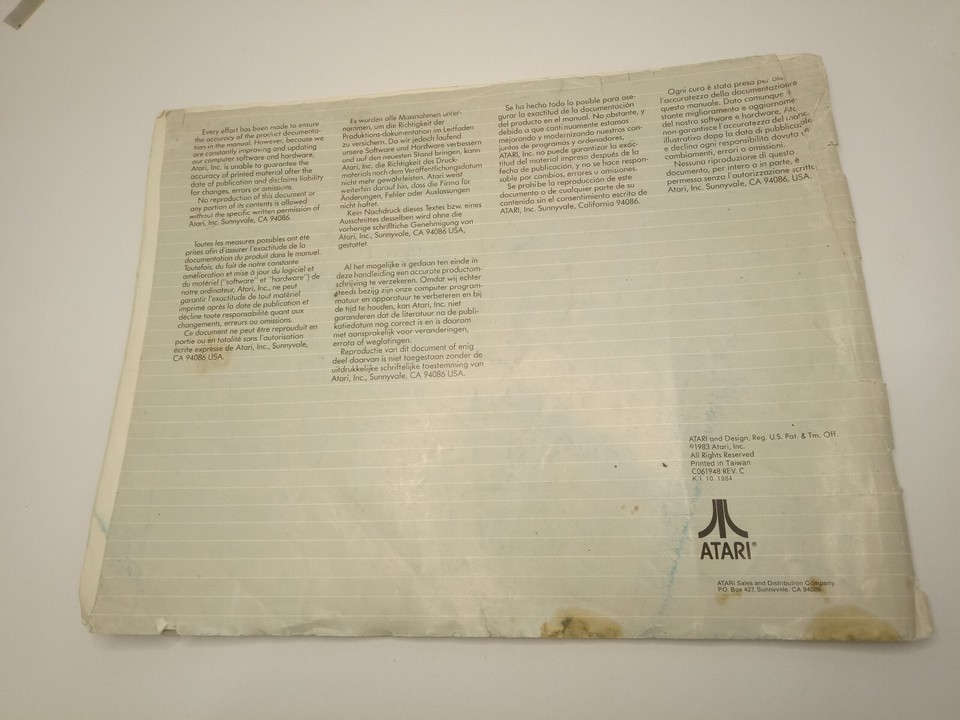 Every effort has been made to ensure
the accuracy of the product documenta-
tion in the manual. However, because we
are constantly improving and updating
our computer software and hardware,
Atari, Inc. is unable to guarantee the
accuracy of printed material after the
date of publication and disclaims liability
for changes, errors or omissions.
No reproduction of this document or
any portion of its contents is allowed
without the specific written permission of
Atari, Inc. Sunnyvale, CA 94086.
Toutes les mesures possibles ont été
prises afin d'assurer l'exactitude de la
documentation du produit dans le manuel.
Toutefois, du fait de notre constante
amélioration et mise à jour du logiciel et
du matériel ("software" et "hardware") de
notre ordinateur, Atari, Inc., ne peut
garantir l'exactitude de tout matériel
imprimé après la date de publication et
décline toute responsabilité quant aux
changements, erreurs ou omissions.
Ce document ne peut être reproduit en
partie ou en totalité sans l'autorisation
écrite expresse de Atari, Inc., Sunnyvale,
CA 94086 USA.
Es wurden alle Massnahmen unter-
nommen, um die Richtigkeit der
Produktions-dokumentation im Leitfaden
zu versichern. Da wir jedoch laufend
unsere Software und Hardware verbessern
und auf den neuesten Stand bringen, kann
Atari, Inc. die Richtigkeit des Druck-
materials nach dem Veröffentlichungsdatum
nicht mehr gewährleisten. Atari weist
weiterhin darauf hin, dass die Firma für
Änderungen, Fehler oder Auslassungen
nicht haftet.
Kein Nachdruck dieses Textes bzw. eines
Ausschnittes desselben wird ohne die
vorherige schriftliche Genehmigung von
Atari, Inc., Sunnyvale, CA 94086 USA,
gestattet.
Al het mogelijke is gedaan ten einde in
deze handleiding een accurate productom-
schrijving te verzekeren. Omdat wij echter
steeds bezig zijn onze computer program-
matuur en apparatuur te verbeteren en bij
de tijd te houden, kan Atari, Inc. niet
garanderen dat de literatuur na de publi-
katiedatum nog correct is en is daarom
niet aansprakelijk voor veranderingen,
errata of weglatingen.
Reproductie van dit document of enig
deel daarvan is niet toegestaan zonder de
uitdrukkelijke schriftelijke toestemming van
Atari, Inc., Sunnyvale, CA 94086 USA.
Se ha hecho todo lo posible para ase-
gurar la exactitud de la documentación
del producto en el manual. No obstante, y
debido a que continuamente estamos
mejorando y modernizando nuestros con-
juntos de programas y ordenadores,
ATARI, Inc. no puede garantizar la exac-
titud del material impreso después de la
fecha de publicación, y no se hace respon-
sable por cambios, errores u omisiones.
Se prohibe la reproducción de este
documento o de cualquier parte de su
contenido sin el consentimiento escrito de
ATARI, Inc. Sunnyvale, California 94086.
Ogni cura è stata presa per
l'accuratezza della documentazione
questo manuale. Dato comunque
stante miglioramento e aggiorname-
del nostro software e hardware,
non garantisce l'accuratezza del
illustrativo dopo la data di pubblicazione
e declina ogni responsabilità dovuta
cambiamenti, errori o omissioni.
Nessuna riproduzione di questo
documento, per intero o in parte, è
permessa senza l'autorizzazione scritta
Atari, Inc. Sunnyvale, CA 94086, USA.
ATARI and Design, Reg. U.S. Pat. & Tm. Off.
©1983 Atari, Inc.
All Rights Reserved
Printed in Taiwan
C061948 REV. C
K.I. 10. 1984
ATARI®
ATARI Sales and Distribution Company
P.O. Box 427, Sunnyvale, CA 94086